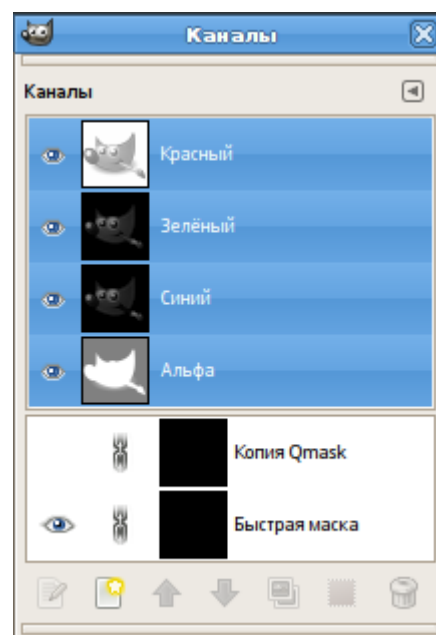 Каналы
Каналы
Красный
Зелёный
Синий
Альфа
Копия Qmask
Быстрая маска